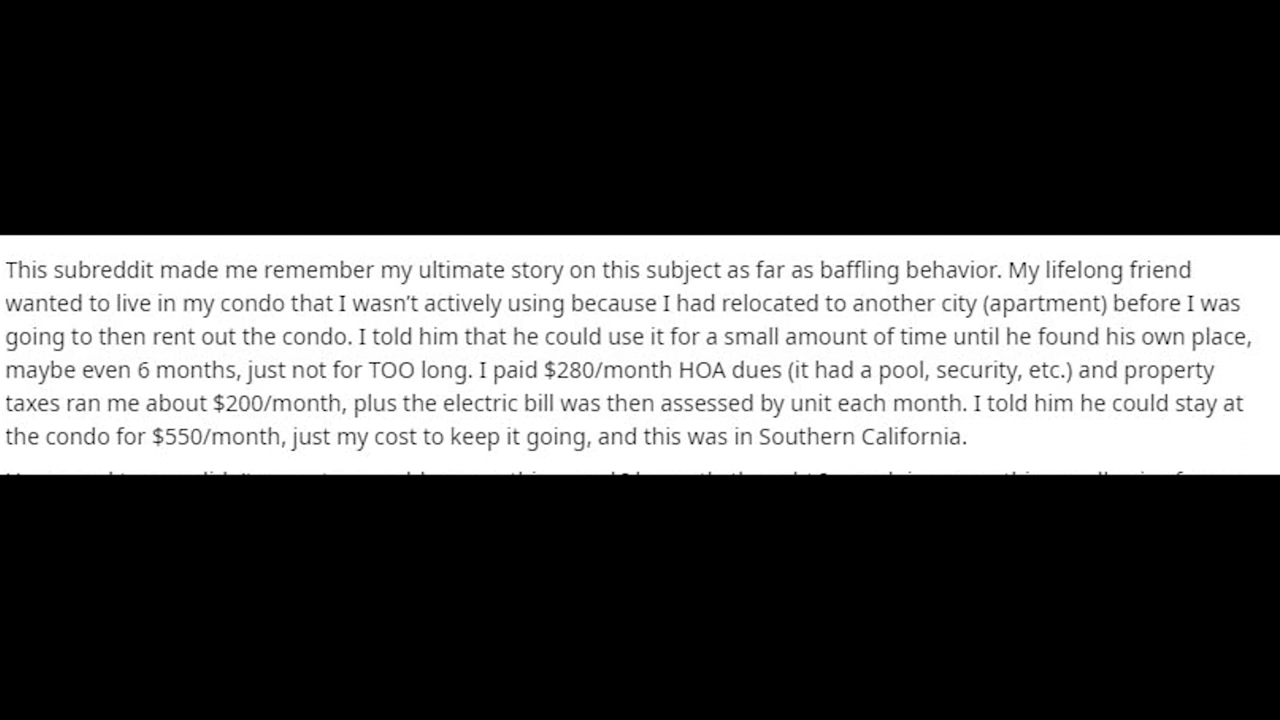 This subreddit made me remember my ultimate story on this subject as far as baffling behavior. My lifelong friend
wanted to live in my condo that I wasn’t actively using because I had relocated to another city (apartment) before I was
going to then rent out the condo. I told him that he could use it for a small amount of time until he found his own place,
maybe even 6 months, just not for TOO long. I paid $280/month HOA dues (it had a pool, security, etc.) and property
taxes ran me about $200/month, plus the electric bill was then assessed by unit each month. I told him he could stay at
the condo for $550/month, just my cost to keep it going, and this was in Southern California.